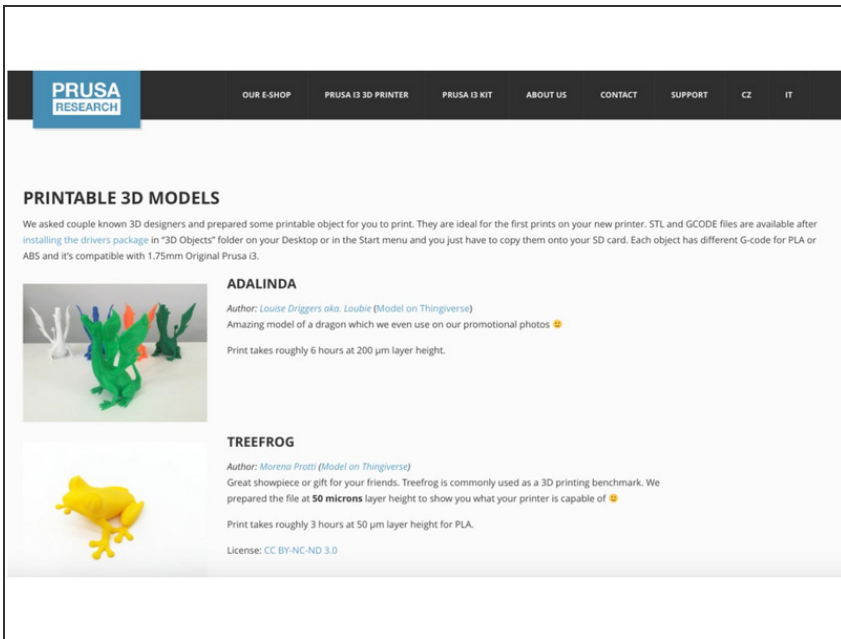 PRUSA
RESEARCH
OUR E-SHOP PRUSA I3 3D PRINTER PRUSA I3 KIT ABOUT US CONTACT SUPPORT CZ IT
PRINTABLE 3D MODELS
We asked couple known 3D designers and prepared some printable object for you to print. They are ideal for the first prints on your new printer. STL and GCODE files are available after
installing the drivers package in “3D Objects” folder on your Desktop or in the Start menu and you just have to copy them onto your SD card. Each object has different G-code for PLA or
ABS and it’s compatible with 1.75mm Original Prusa i3.
ADALINDA
Author: Louise Driggers aka. Loubie (Model on Thingiverse)
Amazing model of a dragon which we even use on our promotional photos 🙂
Print takes roughly 6 hours at 200 μm layer height.
TREEFROG
Author: Morena Protti (Model on Thingiverse)
Great showpiece or gift for your friends. Treefrog is commonly used as a 3D printing benchmark. We
prepared the file at 50 microns layer height to show you what your printer is capable of 🙂
Print takes roughly 3 hours at 50 μm layer height for PLA.
License: CC BY-NC-ND 3.0